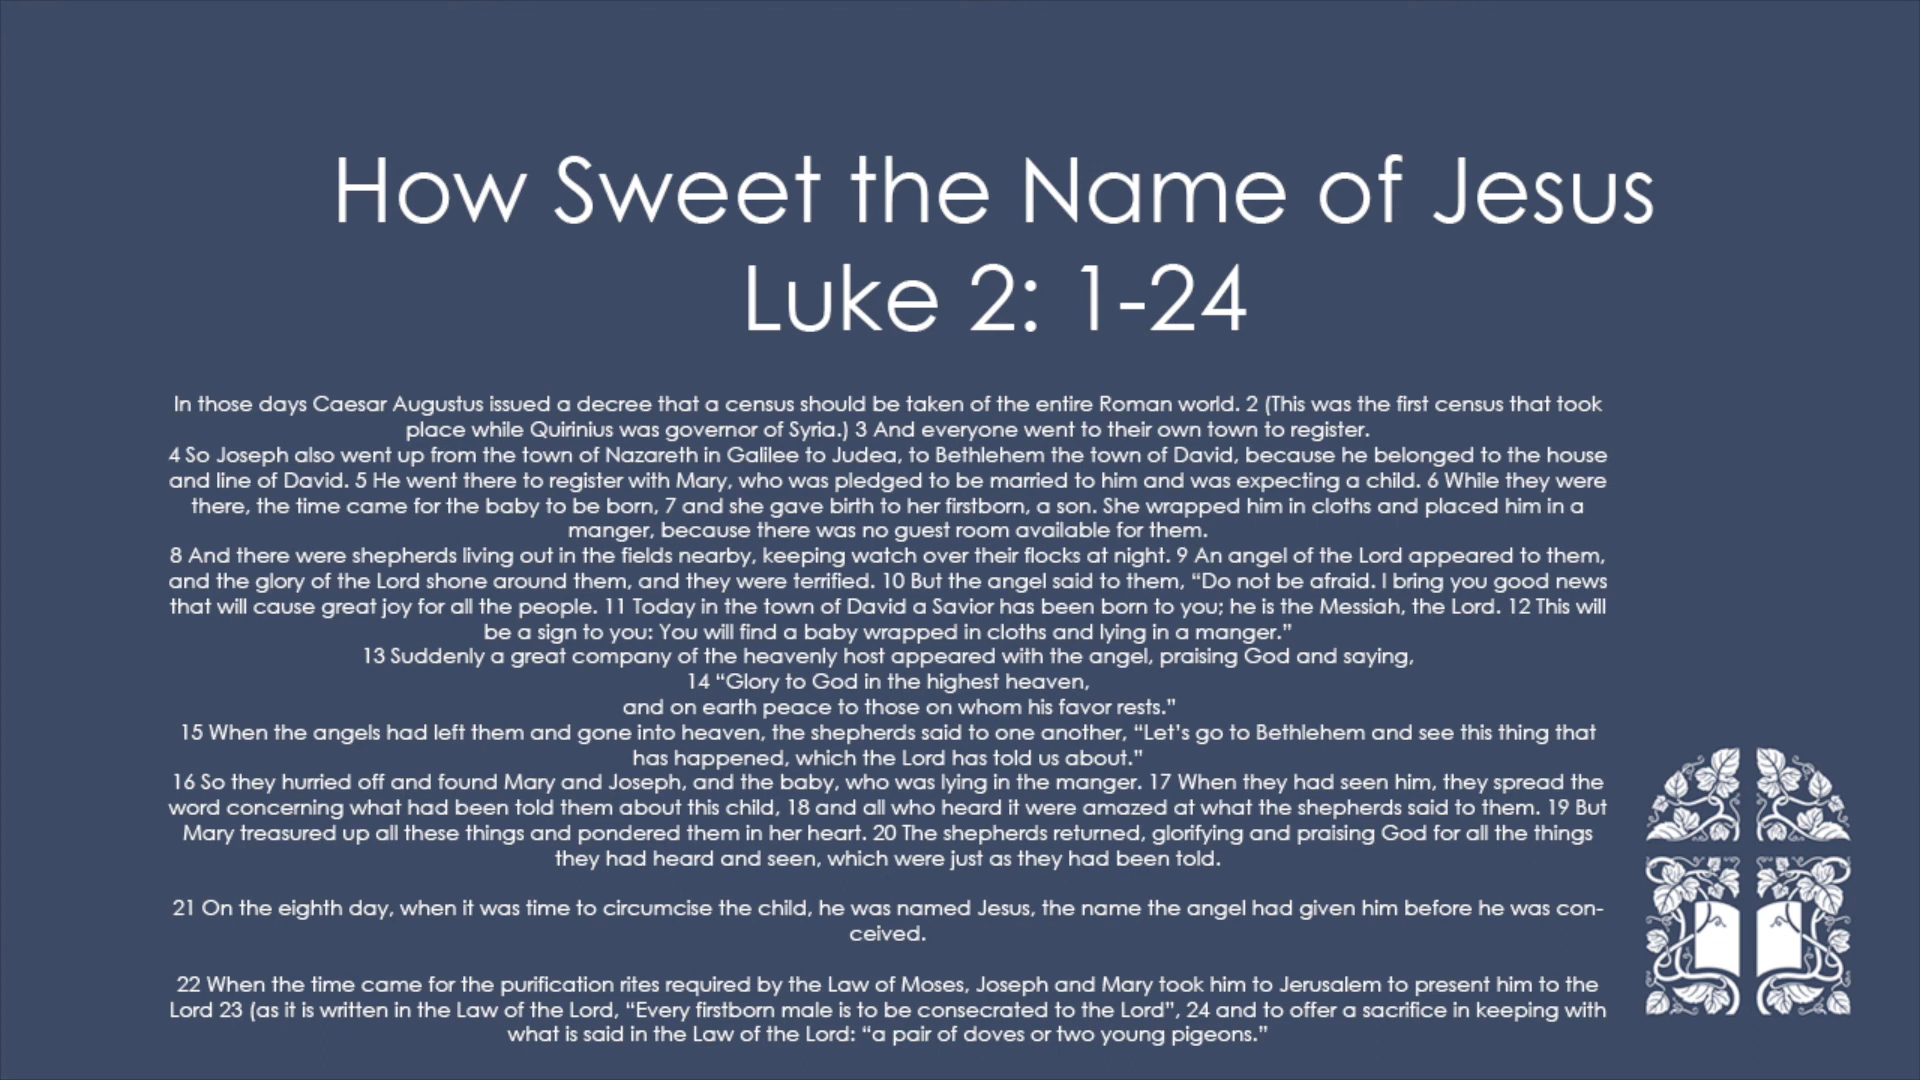 How Sweet the Name of Jesus
Luke 2: 1-24
In those days Caesar Augustus issued a decree that a census should be taken of the entire Roman world. 2 (This was the first census that took
place while Quirinius was governor of Syria.) 3 And everyone went to their own town to register.
4 So Joseph also went up from the town of Nazareth in Galilee to Judea, to Bethlehem the town of David, because he belonged to the house
and line of David. 5 He went there to register with Mary, who was pledged to be married to him and was expecting a child. 6 While they were
there, the time came for the baby to be born, 7 and she gave birth to her firstborn, a son. She wrapped him in cloths and placed him in a
manger, because there was no guest room available for them.
8 And there were shepherds living out in the fields nearby, keeping watch over their flocks at night. 9 An angel of the Lord appeared to them,
and the glory of the Lord shone around them, and they were terrified. 10 But the angel said to them, “Do not be afraid. I bring you good news
that will cause great joy for all the people. 11 Today in the town of David a Savior has been born to you; he is the Messiah, the Lord. 12 This will
be a sign to you: You will find a baby wrapped in cloths and lying in a manger.”
13 Suddenly a great company of the heavenly host appeared with the angel, praising God and saying,
14 “Glory to God in the highest heaven,
and on earth peace to those on whom his favor rests.”
15 When the angels had left them and gone into heaven, the shepherds said to one another, “Let’s go to Bethlehem and see this thing that
has happened, which the Lord has told us about.”
16 So they hurried off and found Mary and Joseph, and the baby, who was lying in the manger. 17 When they had seen him, they spread the
word concerning what had been told them about this child, 18 and all who heard it were amazed at what the shepherds said to them. 19 But
Mary treasured up all these things and pondered them in her heart. 20 The shepherds returned, glorifying and praising God for all the things
they had heard and seen, which were just as they had been told.
21 On the eighth day, when it was time to circumcise the child, he was named Jesus, the name the angel had given him before he was con-
ceived.
22 When the time came for the purification rites required by the Law of Moses, Joseph and Mary took him to Jerusalem to present him to the
Lord 23 (as it is written in the Law of the Lord, “Every firstborn male is to be consecrated to the Lord”, 24 and to offer a sacrifice in keeping with
what is said in the Law of the Lord: “a pair of doves or two young pigeons.”